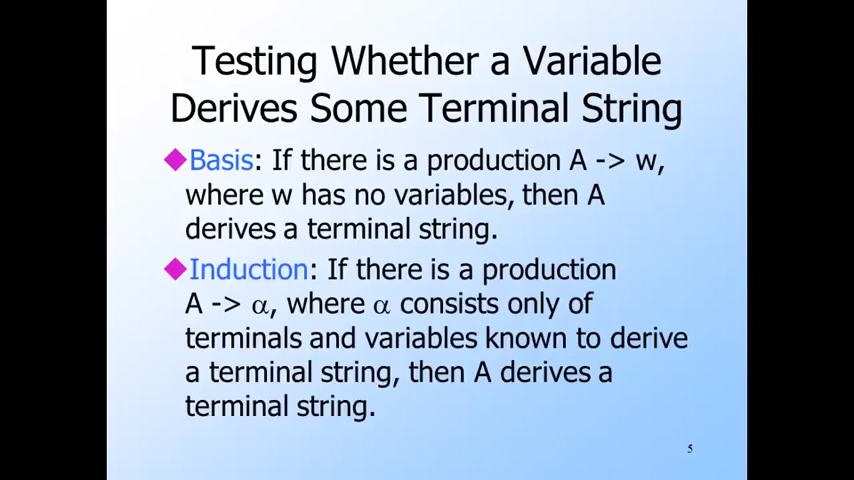 Testing Whether a Variable
Derives Some Terminal String
Basis: If there is a production A -> w,
where w has no variables, then A
derives a terminal string.
Induction: If there is a production
A -> α, where α consists only of
terminals and variables known to derive
a terminal string, then A derives a
terminal string.
5